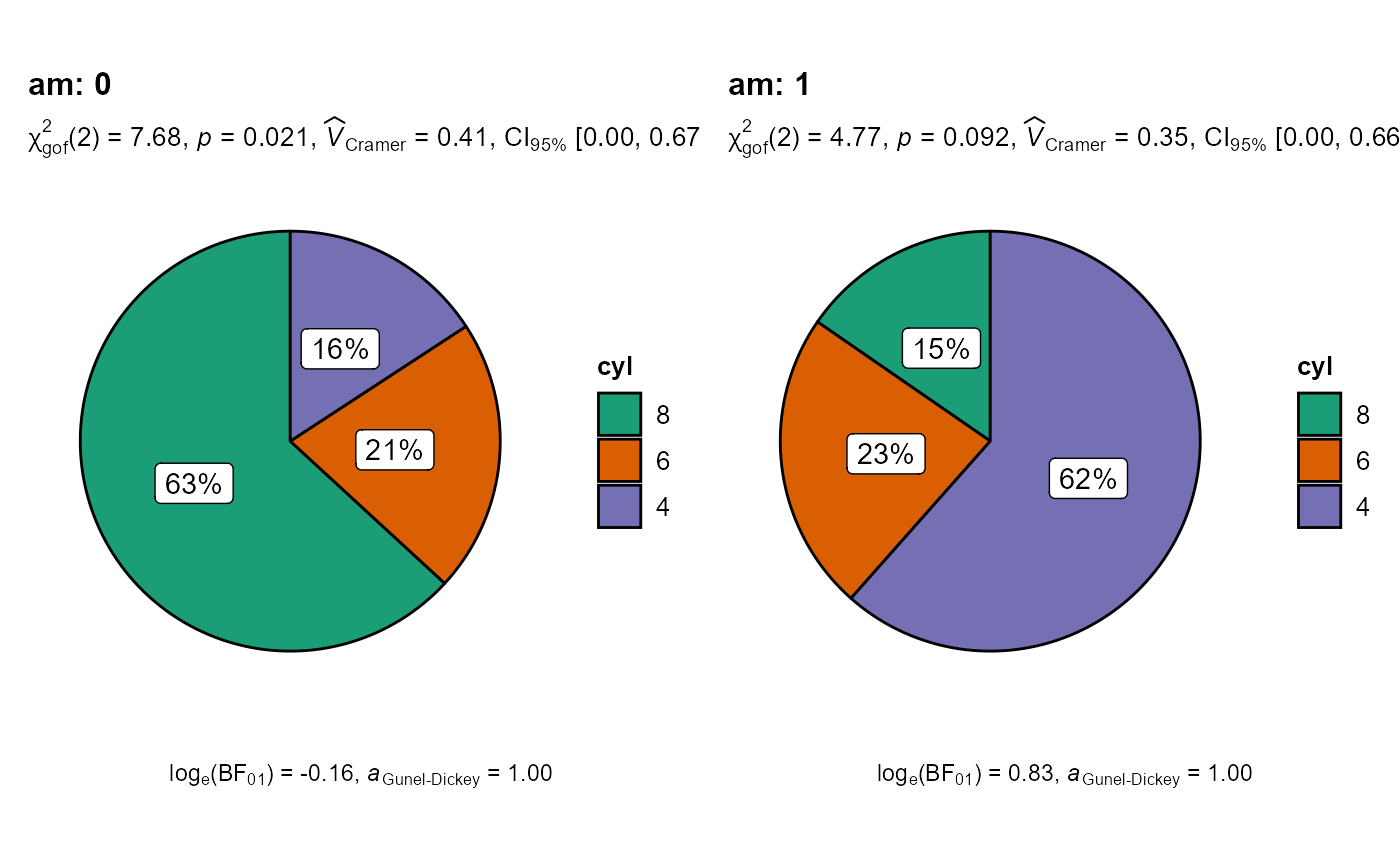 am: 0
χ²gof(2) = 7.68, p = 0.021, V̂Cramer = 0.41, CI95% [0.00, 0.67
16%
21%
63%
cyl
8
6
4
logₑ(BF₀₁) = -0.16, aGunel-Dickey = 1.00
am: 1
χ²gof(2) = 4.77, p = 0.092, V̂Cramer = 0.35, CI95% [0.00, 0.66
15%
23%
62%
cyl
8
6
4
logₑ(BF₀₁) = 0.83, aGunel-Dickey = 1.00